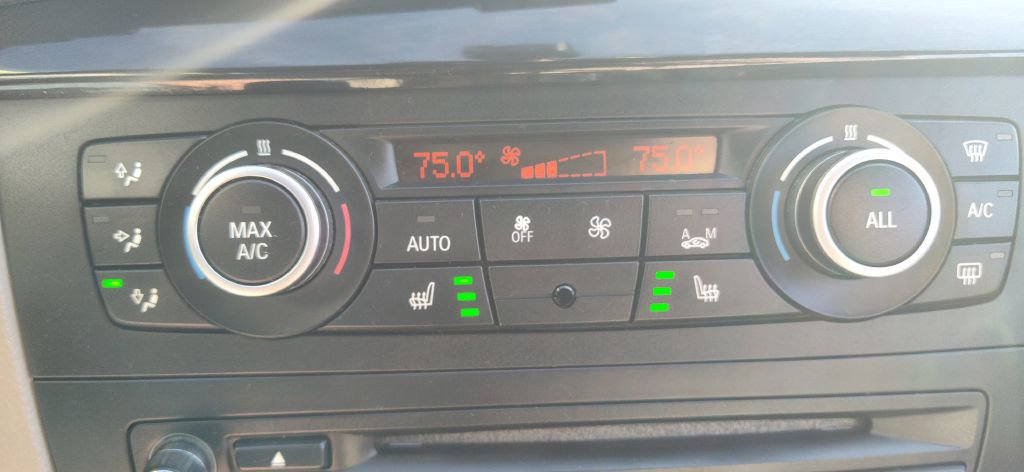 75.0° 75.0°
MAX
A/C
AUTO
OFF
A M
ALL
A/C